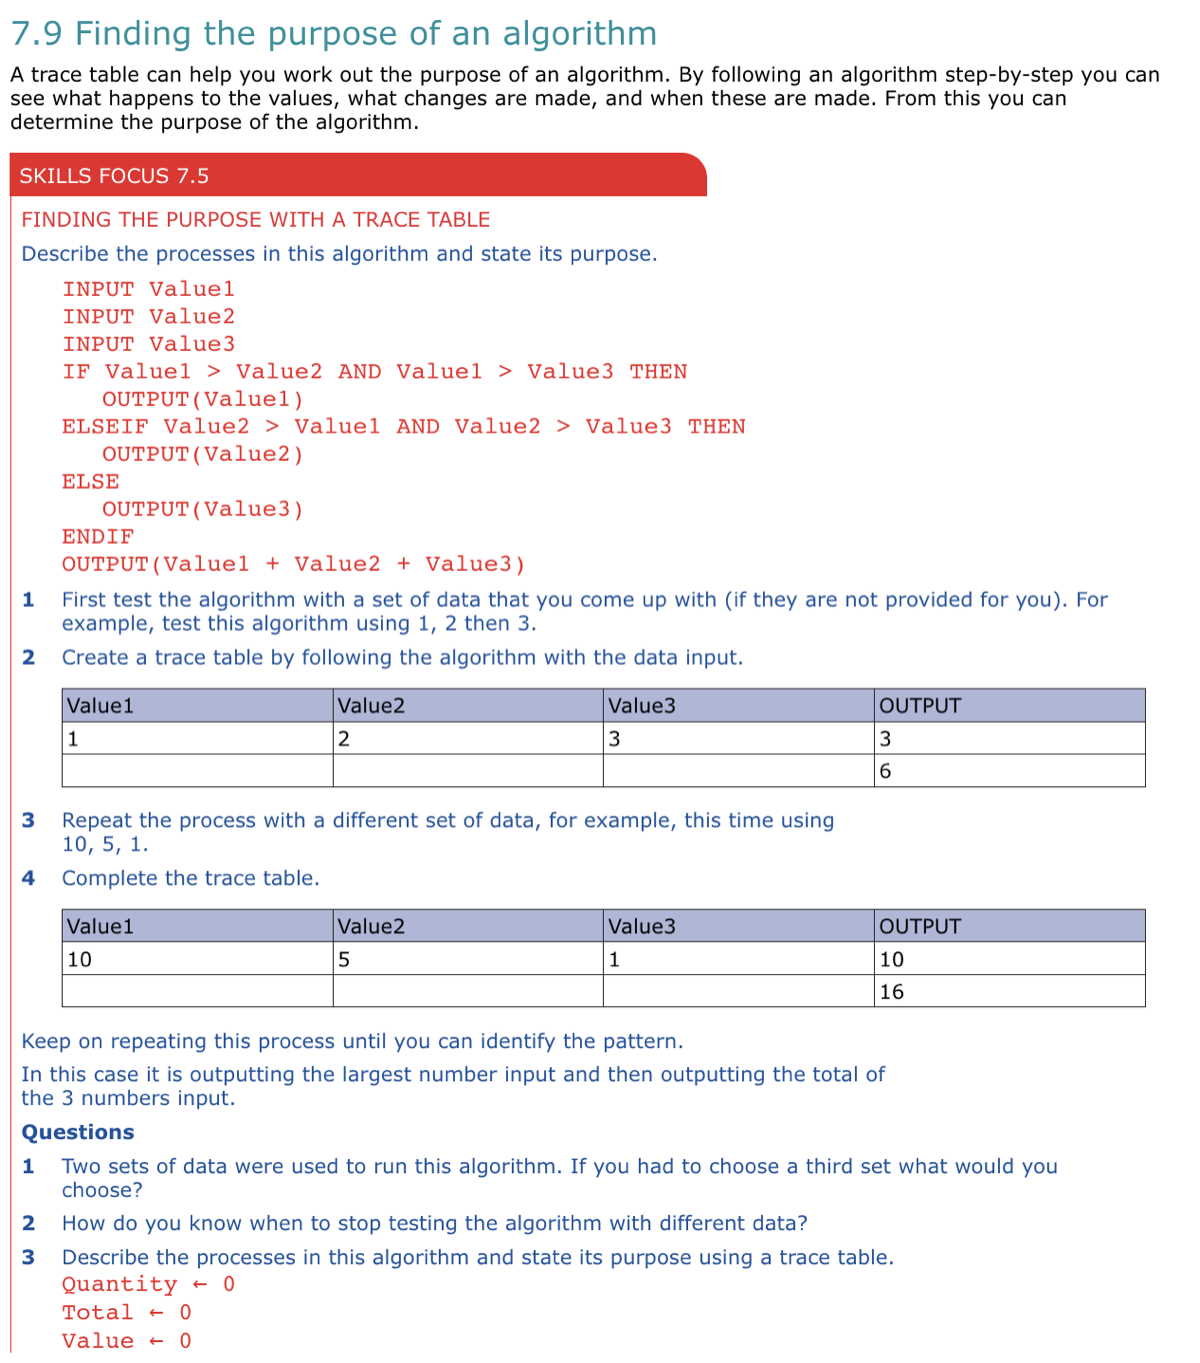 7.9 Finding the purpose of an algorithm
A trace table can help you work out the purpose of an algorithm. By following an algorithm step-by-step you can
see what happens to the values, what changes are made, and when these are made. From this you can
determine the purpose of the algorithm.
SKILLS FOCUS 7.5
FINDING THE PURPOSE WITH A TRACE TABLE
Describe the processes in this algorithm and state its purpose.
INPUT Value1
INPUT Value2
INPUT Value3
IF Value1 > Value2 AND Value1 > Value3 THEN
OUTPUT(Value1)
ELSEIF Value2 > Value1 AND Value2 > Value3 THEN
OUTPUT(Value2)
ELSE
OUTPUT(Value3)
ENDIF
OUTPUT(Value1 + Value2 + Value3)
1 First test the algorithm with a set of data that you come up with (if they are not provided for you). For
example, test this algorithm using 1, 2 then 3.
2 Create a trace table by following the algorithm with the data input.
Value1 Value2 Value3 OUTPUT
1 2 3 3
6
3 Repeat the process with a different set of data, for example, this time using
10, 5, 1.
4 Complete the trace table.
Value1 Value2 Value3 OUTPUT
10 5 1 10
16
Keep on repeating this process until you can identify the pattern.
In this case it is outputting the largest number input and then outputting the total of
the 3 numbers input.
Questions
1 Two sets of data were used to run this algorithm. If you had to choose a third set what would you
choose?
2 How do you know when to stop testing the algorithm with different data?
3 Describe the processes in this algorithm and state its purpose using a trace table.
Quantity ← 0
Total ← 0
Value ← 0